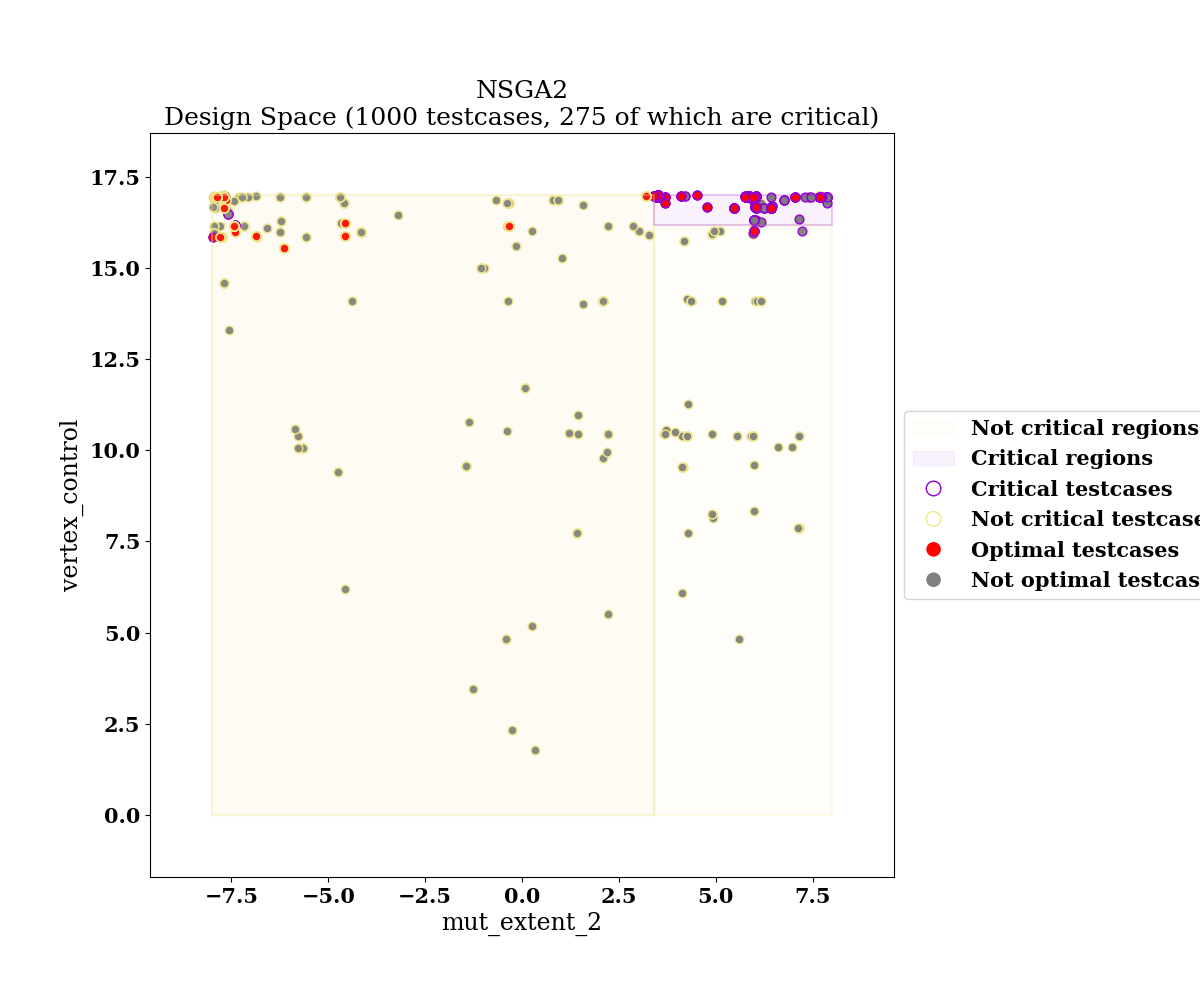 NSGA2
Design Space (1000 testcases, 275 of which are critical)
17.5
15.0
12.5
10.0
7.5
5.0
2.5
0.0
vertex_control
−7.5
−5.0
−2.5
0.0
2.5
5.0
7.5
mut_extent_2
Not critical regions
Critical regions
Critical testcases
Not critical testcase
Optimal testcases
Not optimal testcas